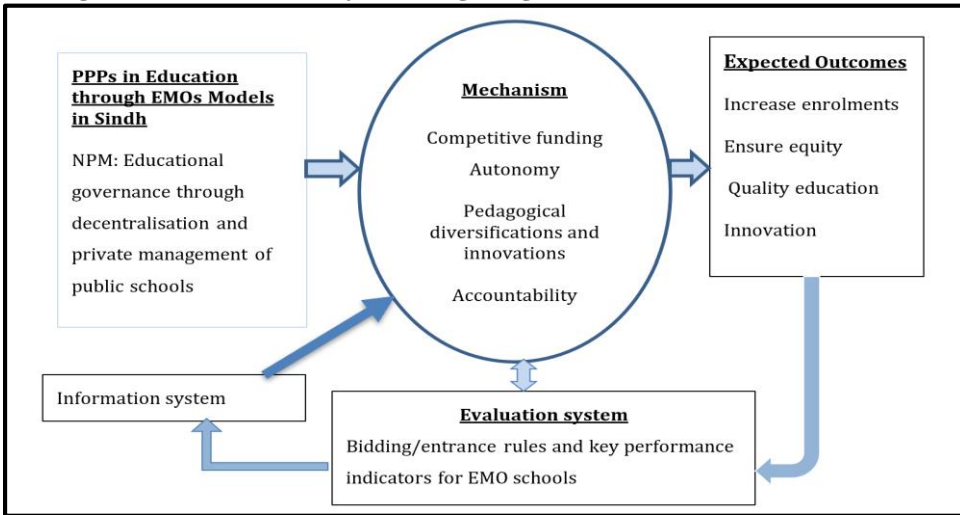 PPPs in Education
through EMOs Models
in Sindh
NPM: Educational
governance through
decentralisation and
private management of
public schools
Mechanism
Competitive funding
Autonomy
Pedagogical
diversifications and
innovations
Accountability
Expected Outcomes
Increase enrolments
Ensure equity
Quality education
Innovation
Information system
Evaluation system
Bidding/entrance rules and key performance
indicators for EMO schools